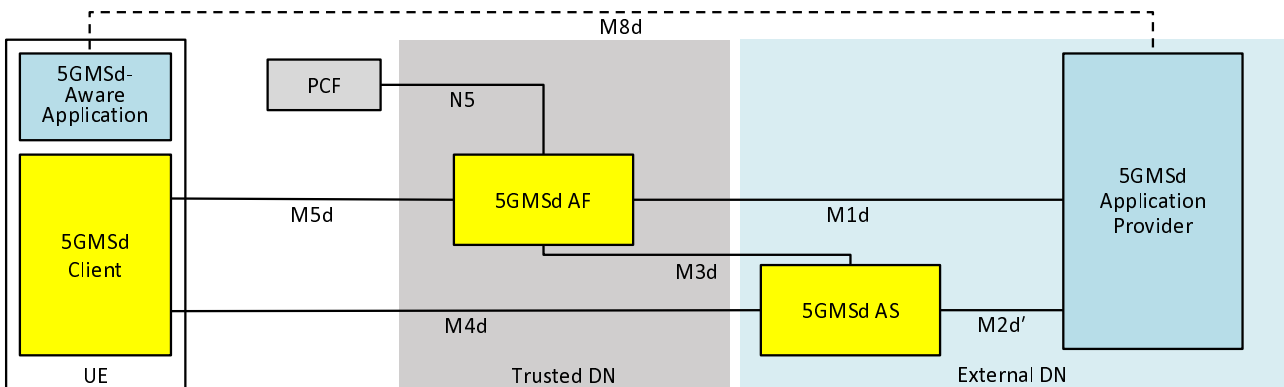 M8d
5GMSd-
Aware
Application
PCF
N5
5GMSd AF
5GMSd
Application
Provider
M5d
M1d
5GMSd
Client
M3d
5GMSd AS
M4d
M2d’
UE
Trusted DN
External DN